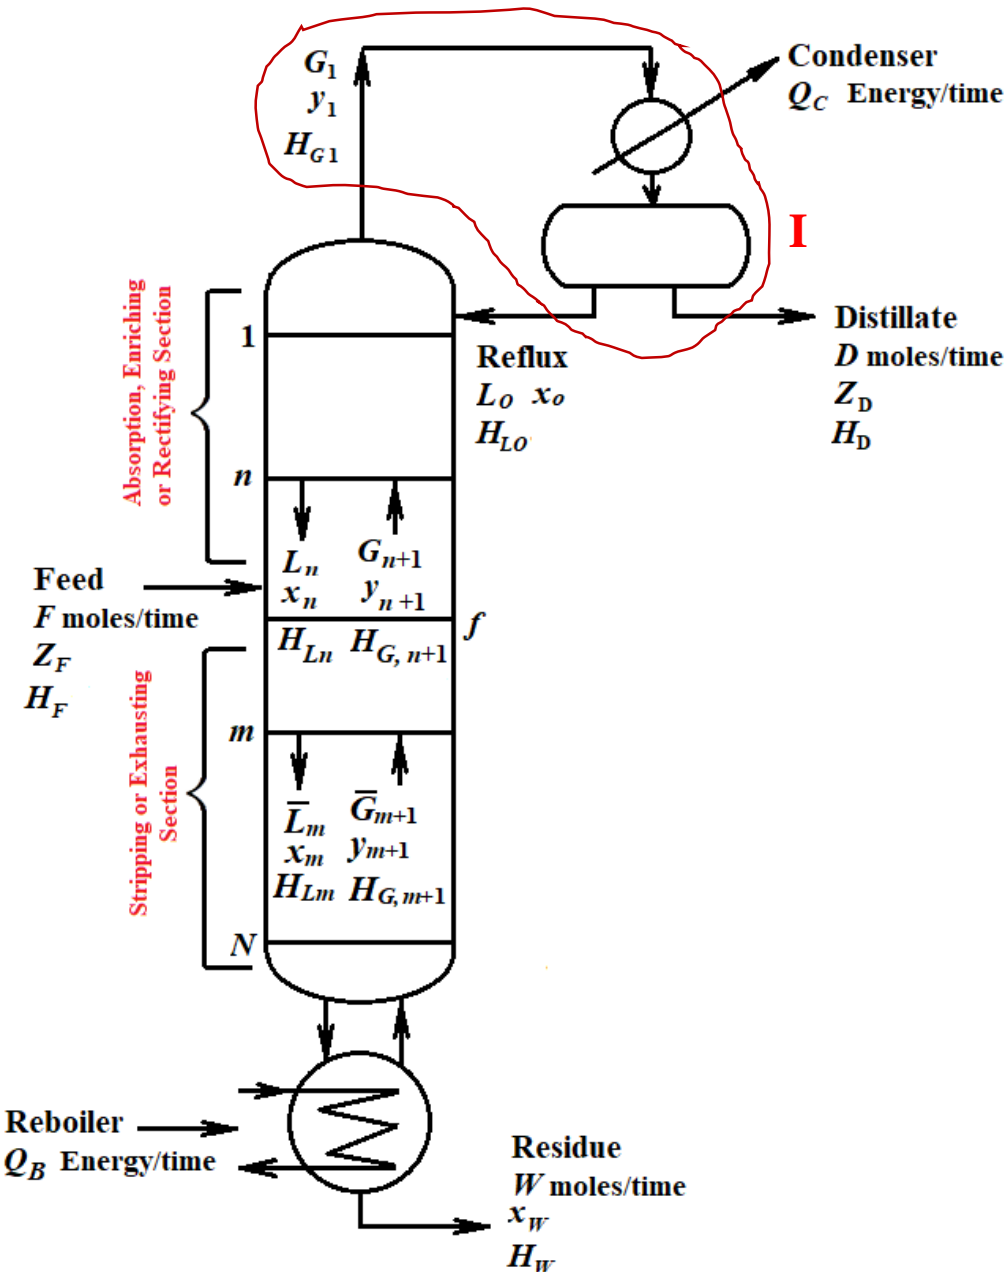 G1
y1
HG1
Condenser
QC Energy/time
I
Absorption, Enriching
or Rectifying Section
1
Reflux
LO xo
HLO
Distillate
D moles/time
ZD
HD
n
Ln
xn
HLn
Gn+1
yn+1
HG, n+1
Feed
F moles/time
ZF
HF
f
Stripping or Exhausting
Section
m
L̅m
xm
HLm
G̅m+1
ym+1
HG, m+1
N
Reboiler
QB Energy/time
Residue
W moles/time
xW
HW